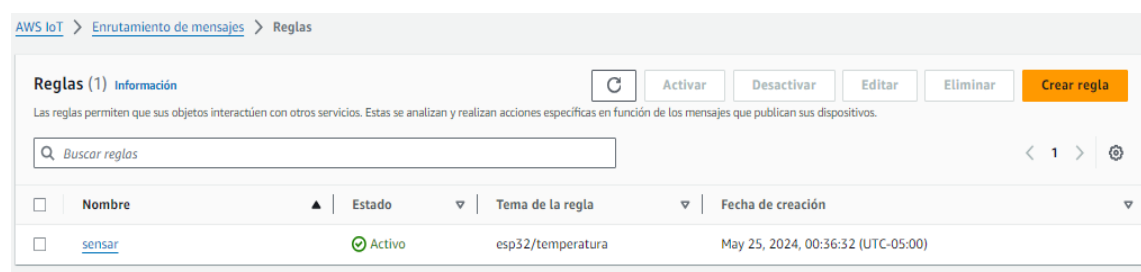 AWS IoT > Enrutamiento de mensajes > Reglas
Reglas (1) Información
Activar Desactivar Editar Eliminar Crear regla
Las reglas permiten que sus objetos interactúen con otros servicios. Estas se analizan y realizan acciones específicas en función de los mensajes que publican sus dispositivos.
Buscar reglas
< 1 >
Nombre Estado Tema de la regla Fecha de creación
sensar Activo esp32/temperatura May 25, 2024, 00:36:32 (UTC-05:00)